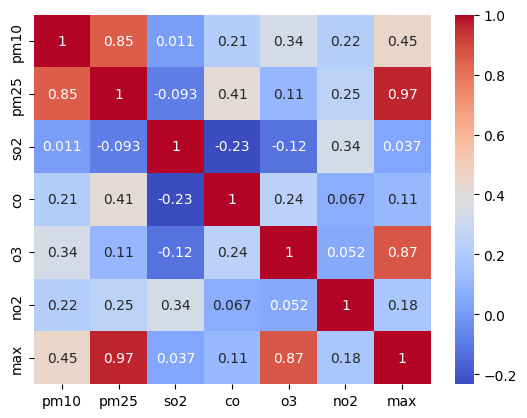 pm10 1 0.85 0.011 0.21 0.34 0.22 0.45
pm25 0.85 1 -0.093 0.41 0.11 0.25 0.97
so2 0.011 -0.093 1 -0.23 -0.12 0.34 0.037
co 0.21 0.41 -0.23 1 0.24 0.067 0.11
o3 0.34 0.11 -0.12 0.24 1 0.052 0.87
no2 0.22 0.25 0.34 0.067 0.052 1 0.18
max 0.45 0.97 0.037 0.11 0.87 0.18 1
pm10 pm25 so2 co o3 no2 max
1.0
0.8
0.6
0.4
0.2
0.0
−0.2